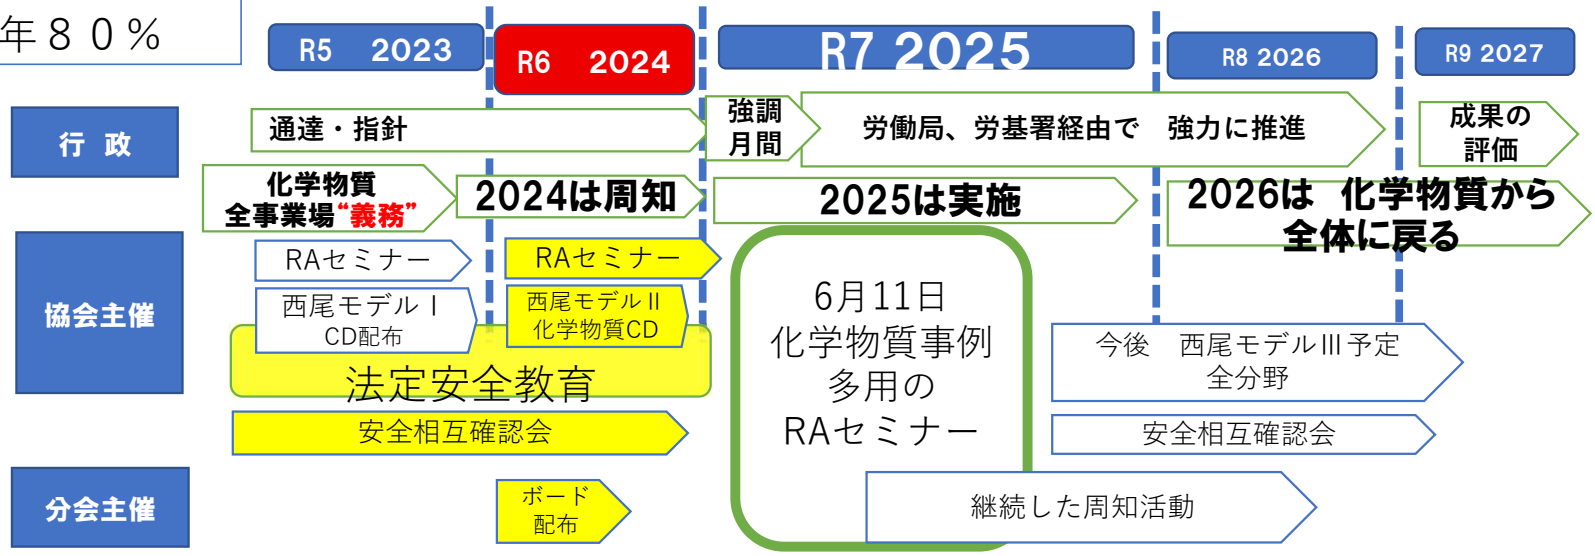 年８０％
R5　2023
R6　2024
R7 2025
R8 2026
R9 2027
行 政
通達・指針
強調
月間
労働局、労基署経由で　強力に推進
成果の
評価
化学物質
全事業場“義務”
2024は周知
2025は実施
2026は　化学物質から
全体に戻る
協会主催
RAセミナー
RAセミナー
西尾モデルⅠ
CD配布
西尾モデルⅡ
化学物質CD
法定安全教育
安全相互確認会
6月11日
化学物質事例
多用の
RAセミナー
今後　西尾モデルⅢ予定
全分野
安全相互確認会
分会主催
ボード
配布
継続した周知活動